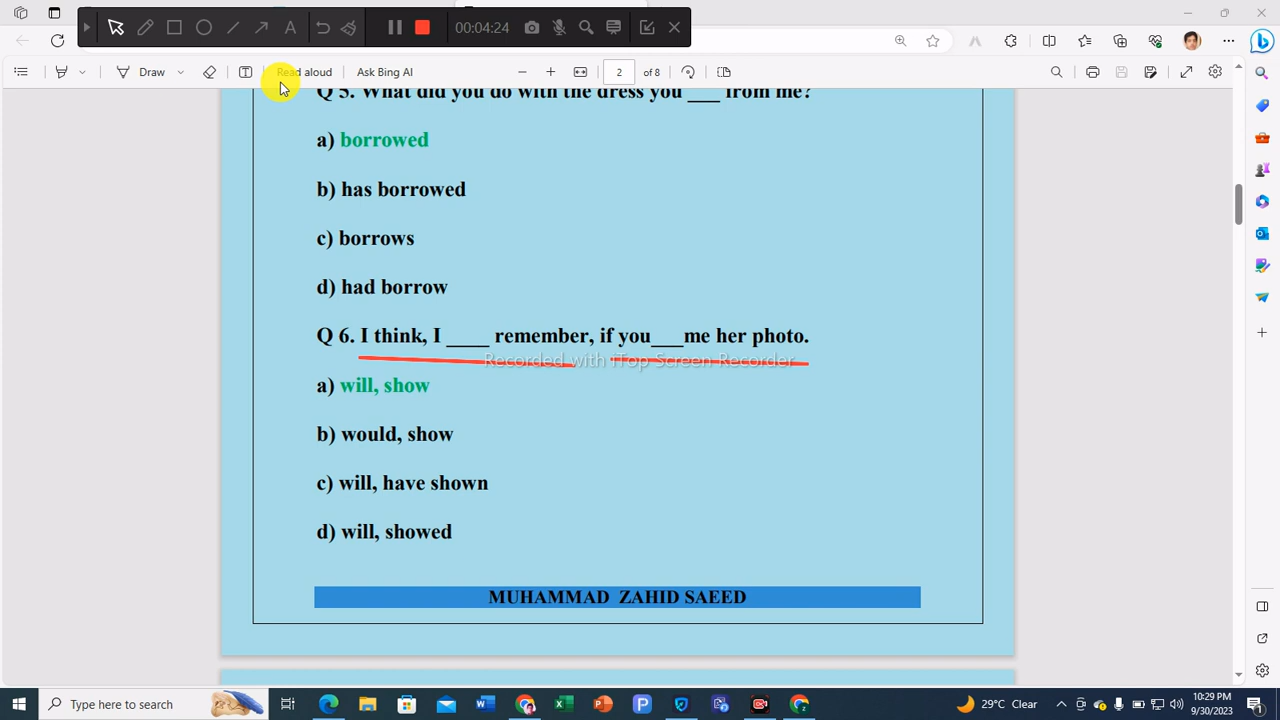 00:04:24
Draw
Read aloud
Ask Bing AI
2
of 8
Q 5. What did you do with the dress you ___ from me?
a) borrowed
b) has borrowed
c) borrows
d) had borrow
Q 6. I think, I ____ remember, if you___me her photo.
Recorded with iTop Screen Recorder
a) will, show
b) would, show
c) will, have shown
d) will, showed
MUHAMMAD ZAHID SAEED
Type here to search
29°C Clear
10:29 PM
9/30/2023